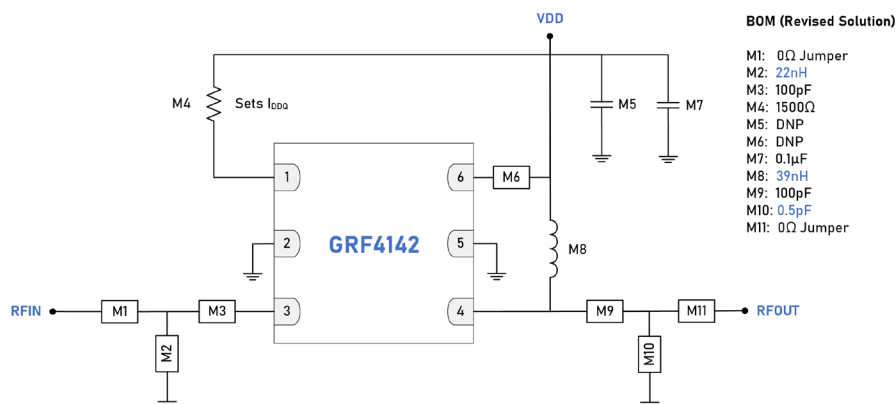 VDD
BOM (Revised Solution)
M1: 0Ω Jumper
M2: 22nH
M3: 100pF
M4: 1500Ω
M5: DNP
M6: DNP
M7: 0.1µF
M8: 39nH
M9: 100pF
M10: 0.5pF
M11: 0Ω Jumper
M4
Sets IDDQ
M5
M7
1
6
M6
2
GRF4142
5
M8
RFIN
M1
M3
3
4
M9
M11
RFOUT
M2
M10